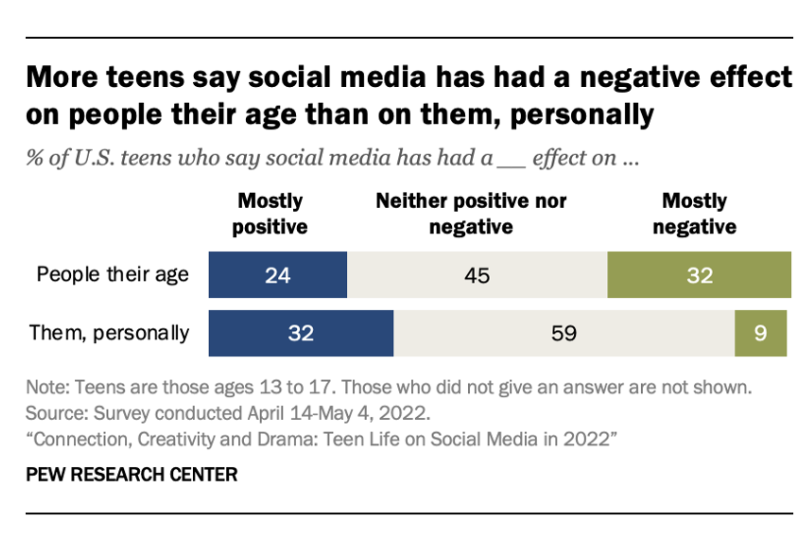 More teens say social media has had a negative effect
on people their age than on them, personally
% of U.S. teens who say social media has had a __ effect on ...
Mostly positive
Neither positive nor negative
Mostly negative
People their age 24 45 32
Them, personally 32 59 9
Note: Teens are those ages 13 to 17. Those who did not give an answer are not shown.
Source: Survey conducted April 14-May 4, 2022.
“Connection, Creativity and Drama: Teen Life on Social Media in 2022”
PEW RESEARCH CENTER